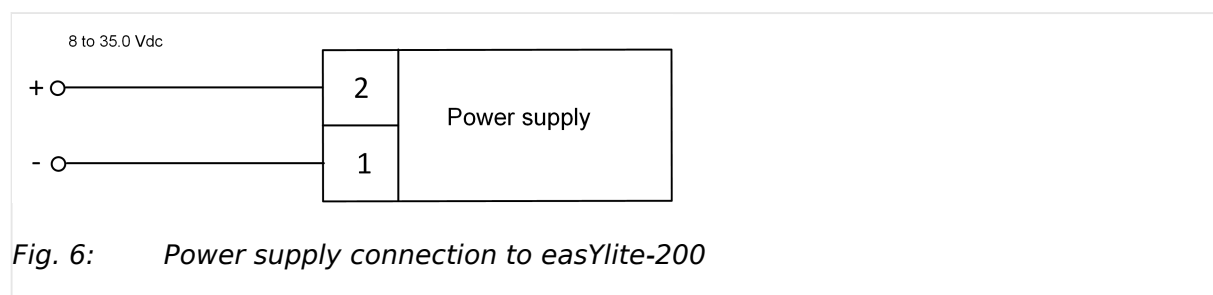 8 to 35.0 Vdc
+
2
Power supply
-
1
Fig. 6: Power supply connection to easYlite-200